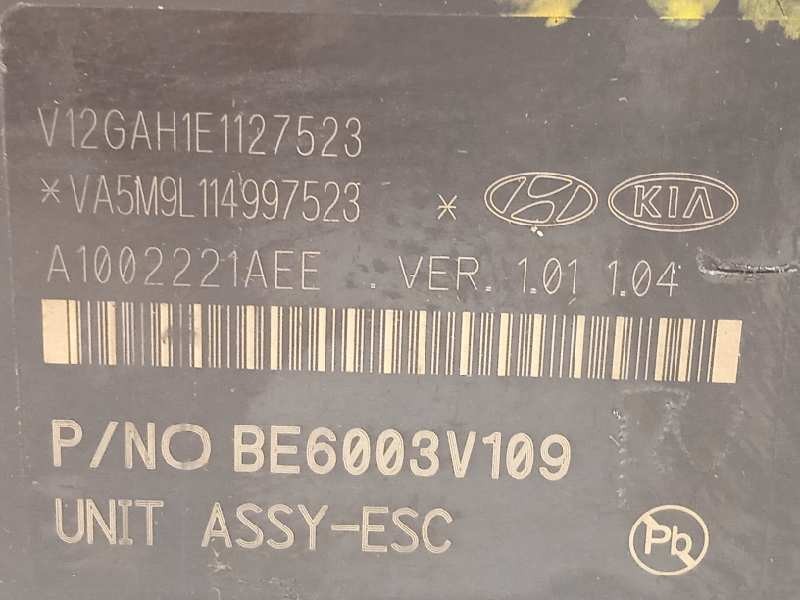 V12GAH1E1127523
*VA5M9L114997523 * KIA
A1002221AEE . VER. 1.01 1.04
P/NO BE6003V109
UNIT ASSY-ESC
Pb